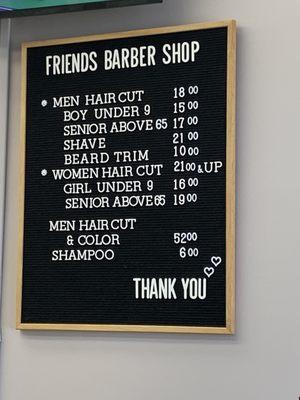 FRIENDS BARBER SHOP
* MEN HAIR CUT 18 00
BOY UNDER 9 15 00
SENIOR ABOVE 65 17 00
SHAVE 21 00
BEARD TRIM 10 00
* WOMEN HAIR CUT 21 00 & UP
GIRL UNDER 9 16 00
SENIOR ABOVE 65 19 00
MEN HAIR CUT
& COLOR 52 00
SHAMPOO 6 00
THANK YOU